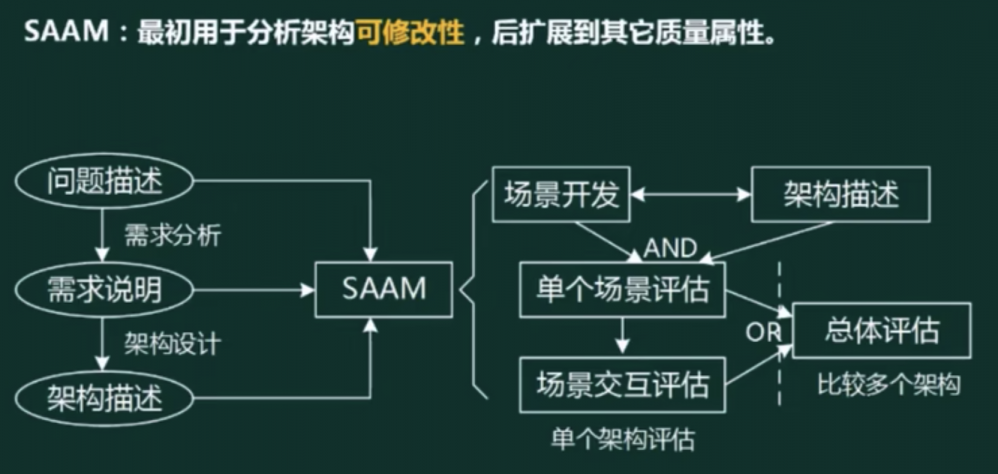 SAAM：最初用于分析架构可修改性，后扩展到其它质量属性。
问题描述
需求分析
需求说明
架构设计
架构描述
SAAM
场景开发
架构描述
AND
单个场景评估
OR
总体评估
场景交互评估
比较多个架构
单个架构评估